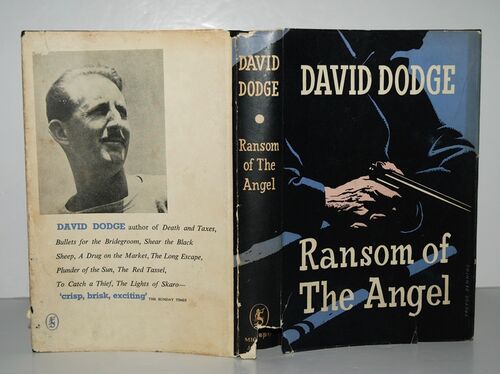 DAVID DODGE author of Death and Taxes,
Bullets for the Bridegroom, Shear the Black
Sheep, A Drug on the Market, The Long Escape,
Plunder of the Sun, The Red Tassel,
To Catch a Thief, The Lights of Skaro—
'crisp, brisk, exciting' THE SUNDAY TIMES
DAVID
DODGE
Ransom
of The
Angel
DAVID DODGE
Ransom of
The Angel
TREVOR DENNING